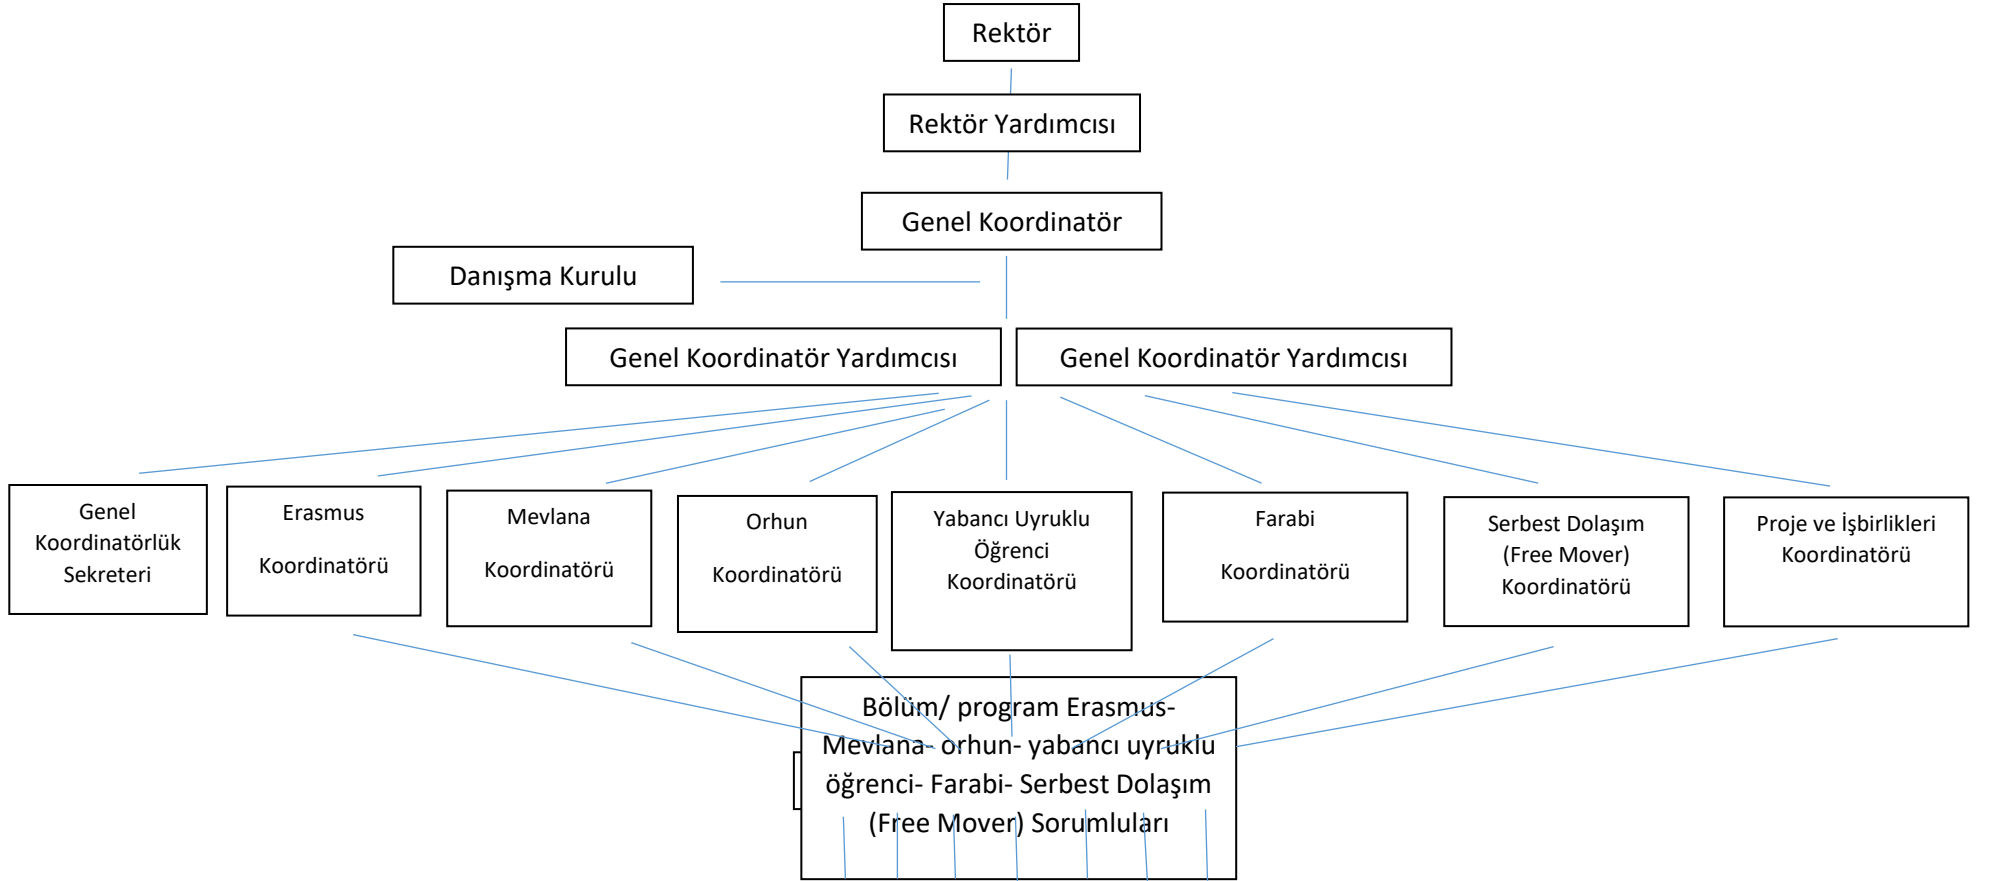 Rektör
Rektör Yardımcısı
Genel Koordinatör
Danışma Kurulu
Genel Koordinatör Yardımcısı
Genel Koordinatör Yardımcısı
Genel
Koordinatörlük
Sekreteri
Erasmus
Koordinatörü
Mevlana
Koordinatörü
Orhun
Koordinatörü
Yabancı Uyruklu
Öğrenci
Koordinatörü
Farabi
Koordinatörü
Serbest Dolaşım
(Free Mover)
Koordinatörü
Proje ve İşbirlikleri
Koordinatörü
Bölüm/ program Erasmus-
Mevlana- orhun- yabancı uyruklu
öğrenci- Farabi- Serbest Dolaşım
(Free Mover) Sorumluları